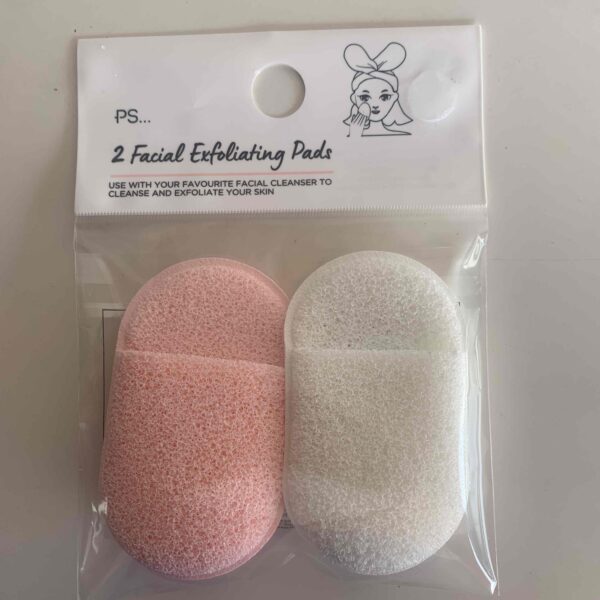 PS...
2 Facial Exfoliating Pads
USE WITH YOUR FAVOURITE FACIAL CLEANSER TO
CLEANSE AND EXFOLIATE YOUR SKIN